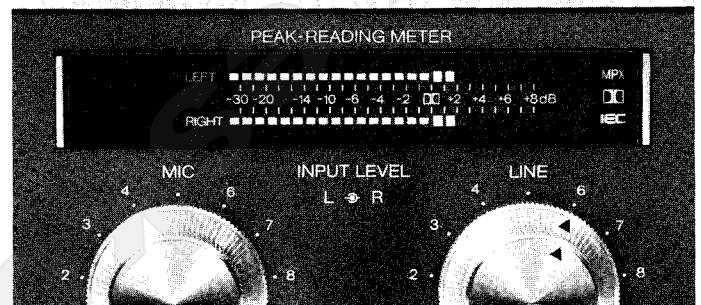 PEAK-READING METER
LEFT
MPX
-30 -20 -14 -10 -6 -4 -2 +2 +4 +6 +8dB
RIGHT
IEC
MIC
INPUT LEVEL
LINE
L R
2 3 4 6 7 8
2 3 4 6 7 8